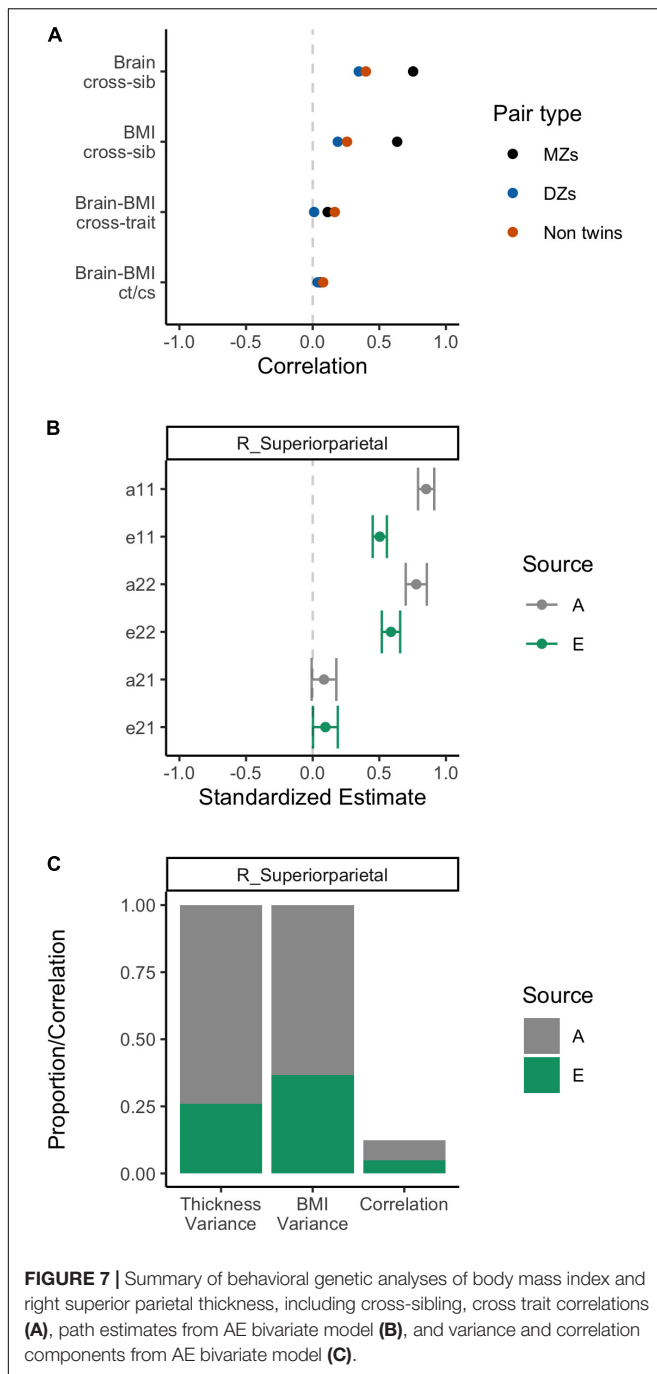 A
Brain
cross-sib
BMI
cross-sib
Brain-BMI
cross-trait
Brain-BMI
ct/cs
-1.0 -0.5 0.0 0.5 1.0
Correlation
Pair type
MZs
DZs
Non twins
B
R_Superiorparietal
a11
e11
a22
e22
a21
e21
-1.0 -0.5 0.0 0.5 1.0
Standardized Estimate
Source
A
E
C
R_Superiorparietal
Proportion/Correlation
1.00
0.75
0.50
0.25
0.00
Thickness BMI Correlation
Variance Variance
Source
A
E
FIGURE 7 | Summary of behavioral genetic analyses of body mass index and
right superior parietal thickness, including cross-sibling, cross trait correlations
(A), path estimates from AE bivariate model (B), and variance and correlation
components from AE bivariate model (C).